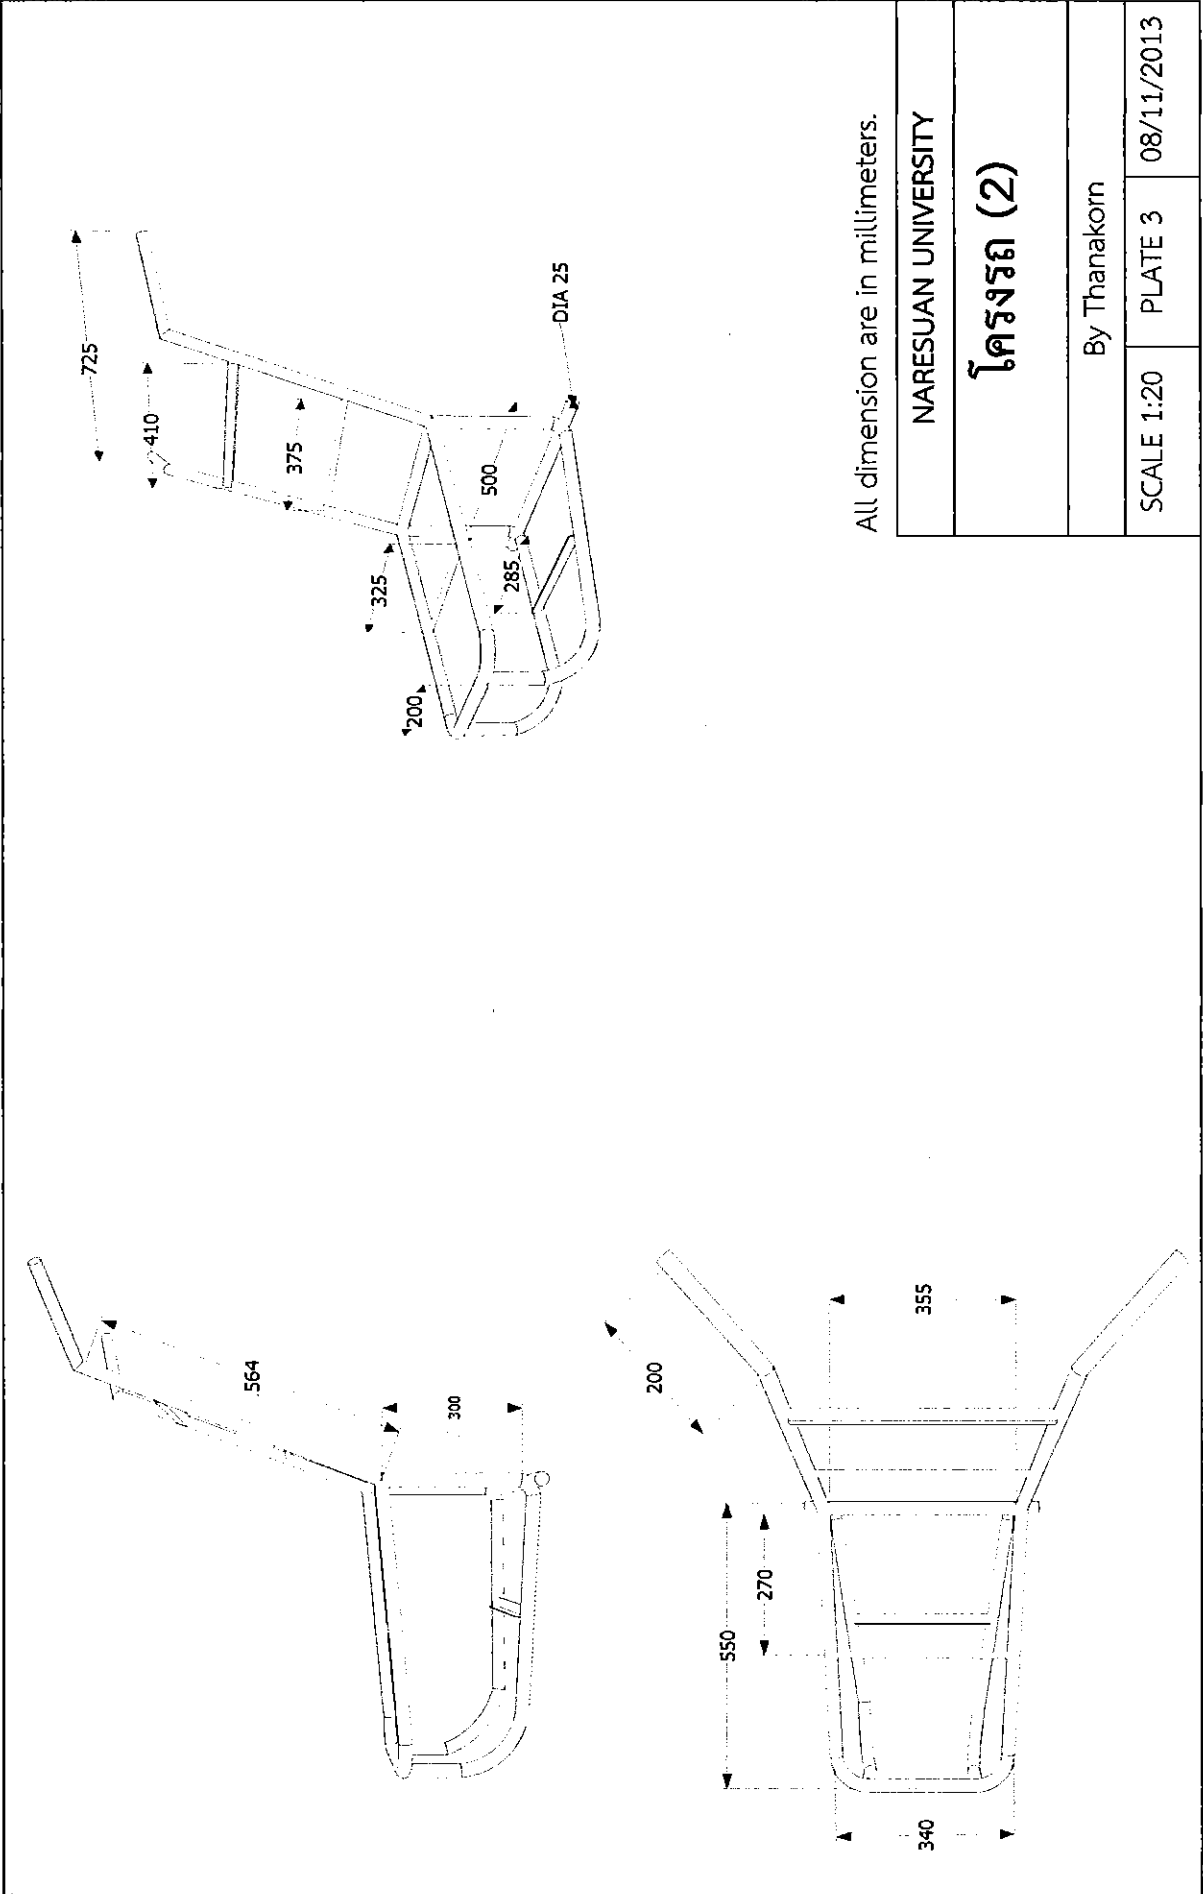 725
410
375
325
500
285
200
DIA 25
564
300
200
355
550
270
340
All dimension are in millimeters.
NARESUAN UNIVERSITY
โครงรถ (2)
By Thanakorn
SCALE 1:20
PLATE 3
08/11/2013